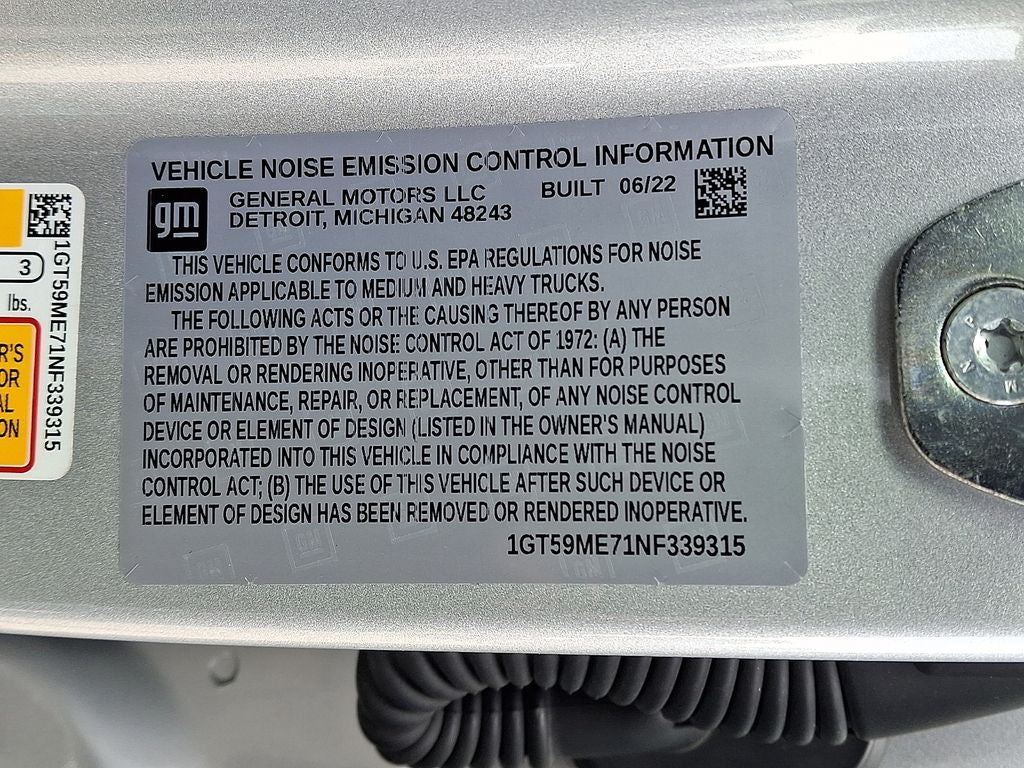 VEHICLE NOISE EMISSION CONTROL INFORMATION
gm
GENERAL MOTORS LLC
DETROIT, MICHIGAN 48243
BUILT 06/22
THIS VEHICLE CONFORMS TO U.S. EPA REGULATIONS FOR NOISE
EMISSION APPLICABLE TO MEDIUM AND HEAVY TRUCKS.
THE FOLLOWING ACTS OR THE CAUSING THEREOF BY ANY PERSON
ARE PROHIBITED BY THE NOISE CONTROL ACT OF 1972: (A) THE
REMOVAL OR RENDERING INOPERATIVE, OTHER THAN FOR PURPOSES
OF MAINTENANCE, REPAIR, OR REPLACEMENT, OF ANY NOISE CONTROL
DEVICE OR ELEMENT OF DESIGN (LISTED IN THE OWNER'S MANUAL)
INCORPORATED INTO THIS VEHICLE IN COMPLIANCE WITH THE NOISE
CONTROL ACT; (B) THE USE OF THIS VEHICLE AFTER SUCH DEVICE OR
ELEMENT OF DESIGN HAS BEEN REMOVED OR RENDERED INOPERATIVE.
1GT59ME71NF339315
3
lbs.
R'S
OR
AL
ON
1GT59ME71NF339315